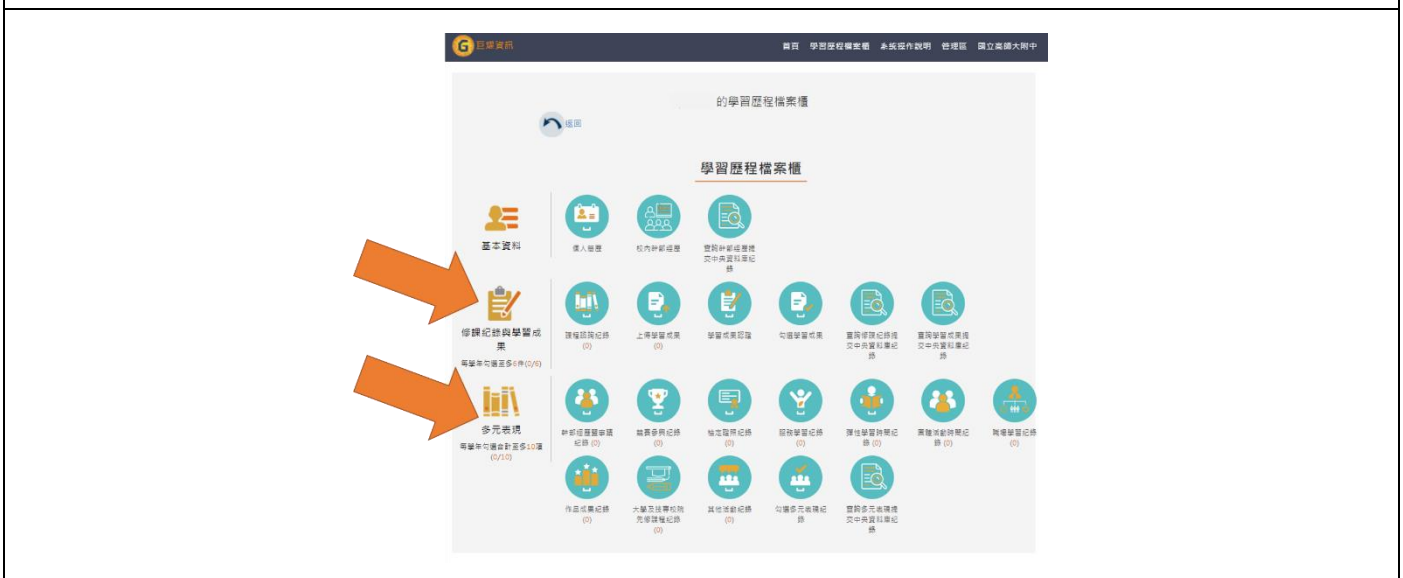 G 巨耀資訊
首頁 學習歷程檔案櫃 系統操作說明 管理區 國立高師大附中
的學習歷程檔案櫃
返回
學習歷程檔案櫃
基本資料
個人簡歷
校內幹部經歷
查詢幹部經歷提
交中央資料庫紀
錄
修課紀錄與學習成
果
每學年勾選至多6件(0/6)
課程諮詢紀錄
(0)
上傳學習成果
(0)
學習成果認證
勾選學習成果
查詢修課紀錄提
交中央資料庫紀
錄
查詢學習成果提
交中央資料庫紀
錄
多元表現
每學年勾選合計至多10項
(0/10)
幹部經歷暨事蹟
紀錄 (0)
競賽參與紀錄
(0)
檢定證照紀錄
(0)
服務學習紀錄
(0)
彈性學習時間紀
錄 (0)
團體活動時間紀
錄 (0)
職場學習紀錄
(0)
作品成果紀錄
(0)
大學及技專校院
先修課程紀錄
(0)
其他活動紀錄
(0)
勾選多元表現紀
錄
查詢多元表現提
交中央資料庫紀
錄